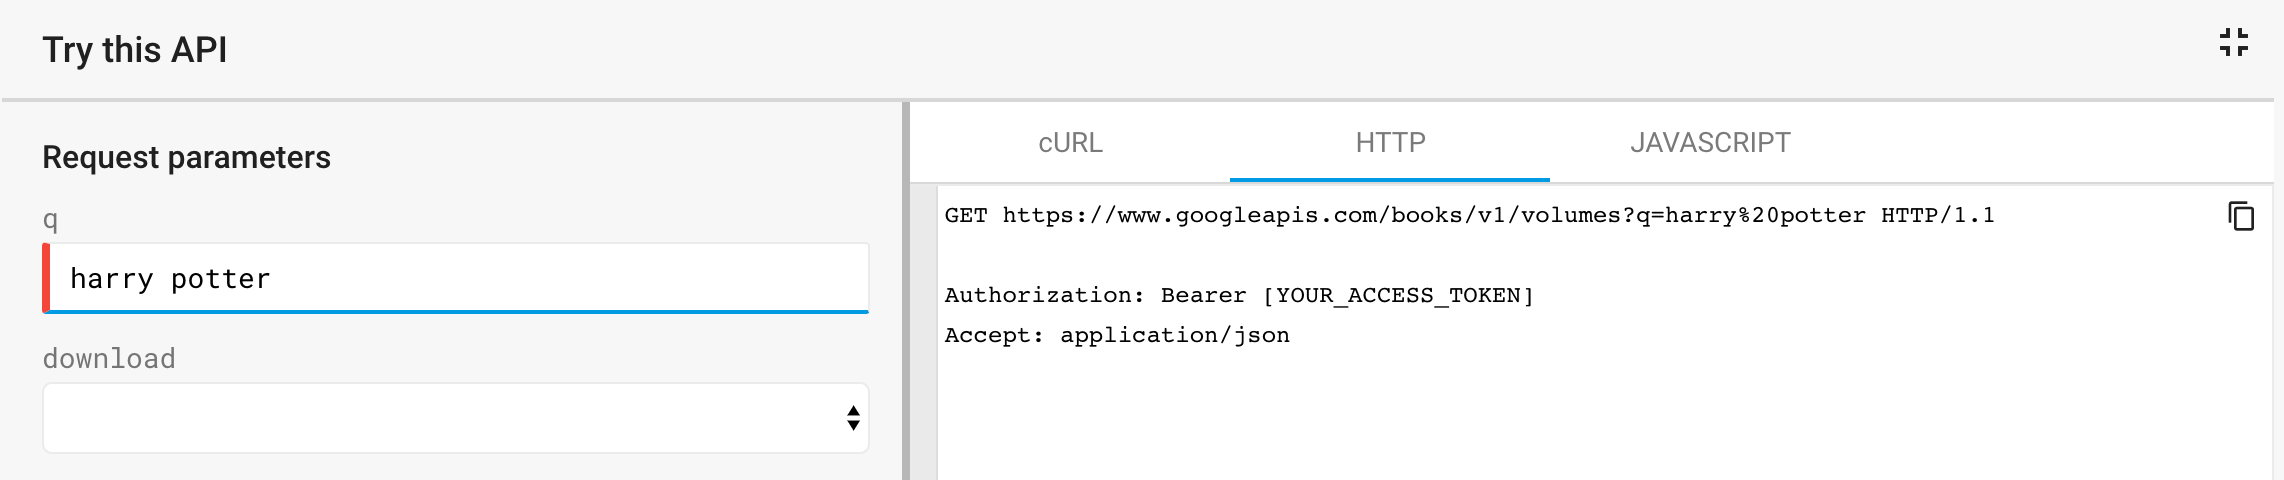 Try this API
Request parameters
q
harry potter
download
cURL
HTTP
JAVASCRIPT
GET https://www.googleapis.com/books/v1/volumes?q=harry%20potter HTTP/1.1
Authorization: Bearer [YOUR_ACCESS_TOKEN]
Accept: application/json